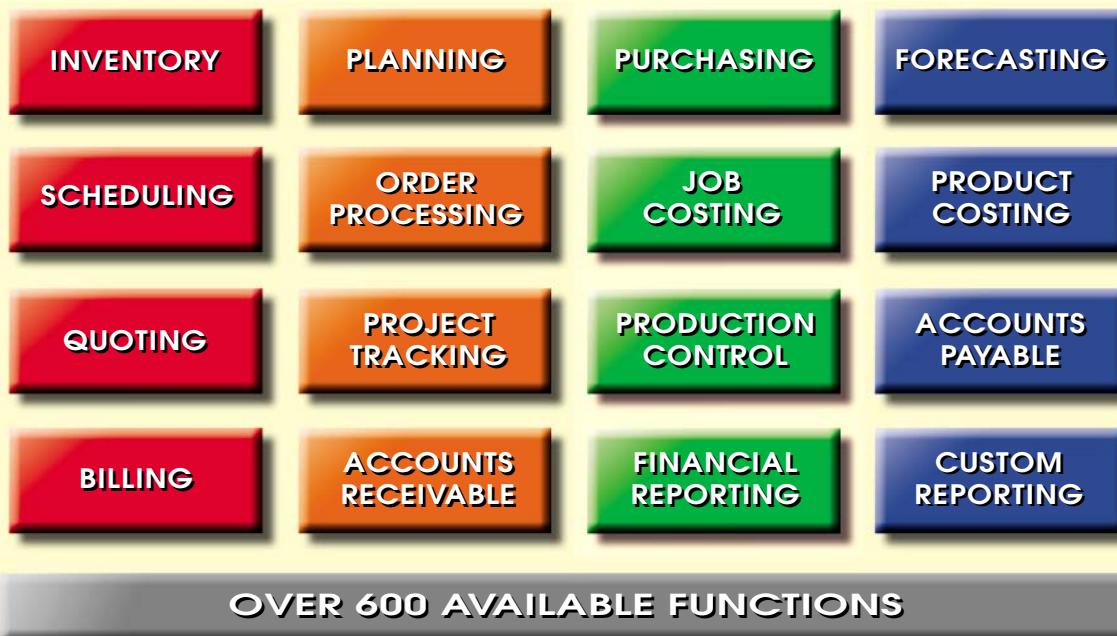 INVENTORY
PLANNING
PURCHASING
FORECASTING
SCHEDULING
ORDER
PROCESSING
JOB
COSTING
PRODUCT
COSTING
QUOTING
PROJECT
TRACKING
PRODUCTION
CONTROL
ACCOUNTS
PAYABLE
BILLING
ACCOUNTS
RECEIVABLE
FINANCIAL
REPORTING
CUSTOM
REPORTING
OVER 600 AVAILABLE FUNCTIONS